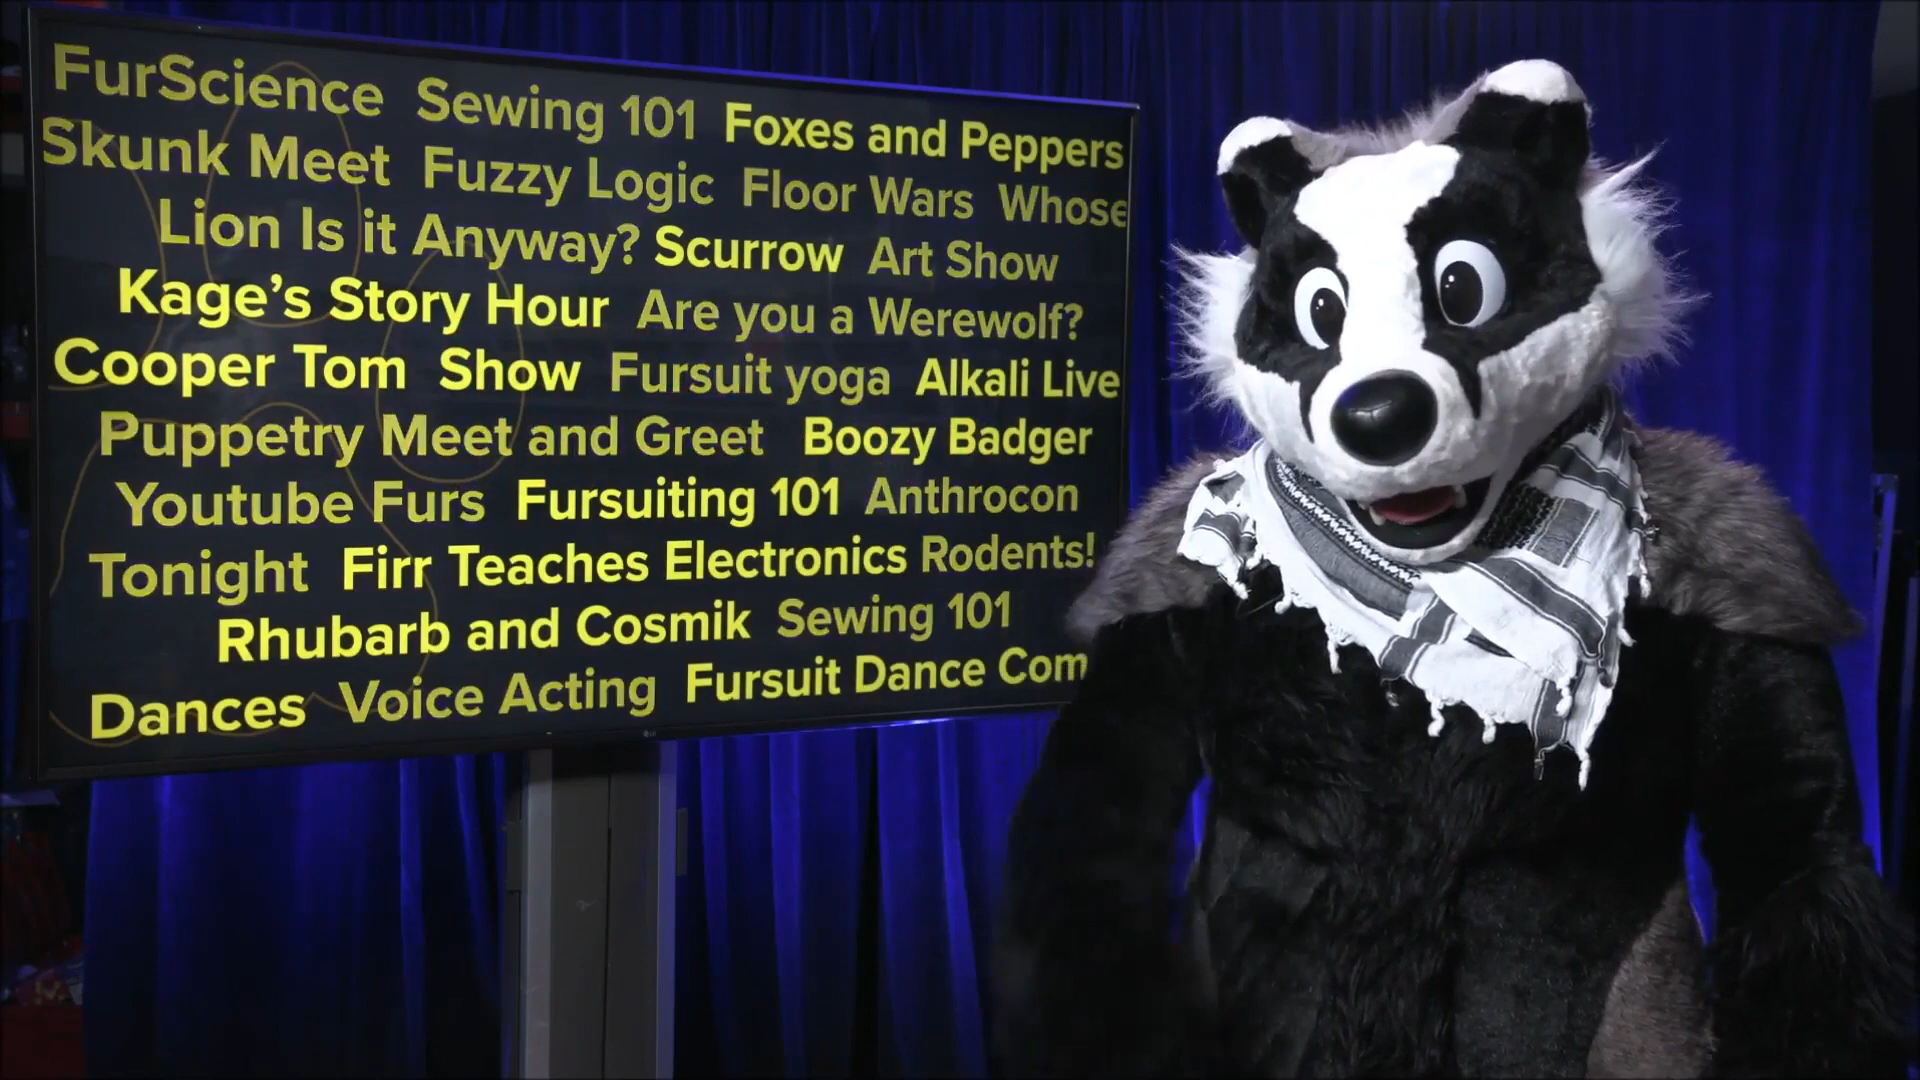 FurScience Sewing 101 Foxes and Peppers
Skunk Meet Fuzzy Logic Floor Wars Whose
Lion Is it Anyway? Scurrow Art Show
Kage's Story Hour Are you a Werewolf?
Cooper Tom Show Fursuit yoga Alkali Live
Puppetry Meet and Greet Boozy Badger
Youtube Furs Fursuiting 101 Anthrocon
Tonight Firr Teaches Electronics Rodents!
Rhubarb and Cosmik Sewing 101
Dances Voice Acting Fursuit Dance Com
LG